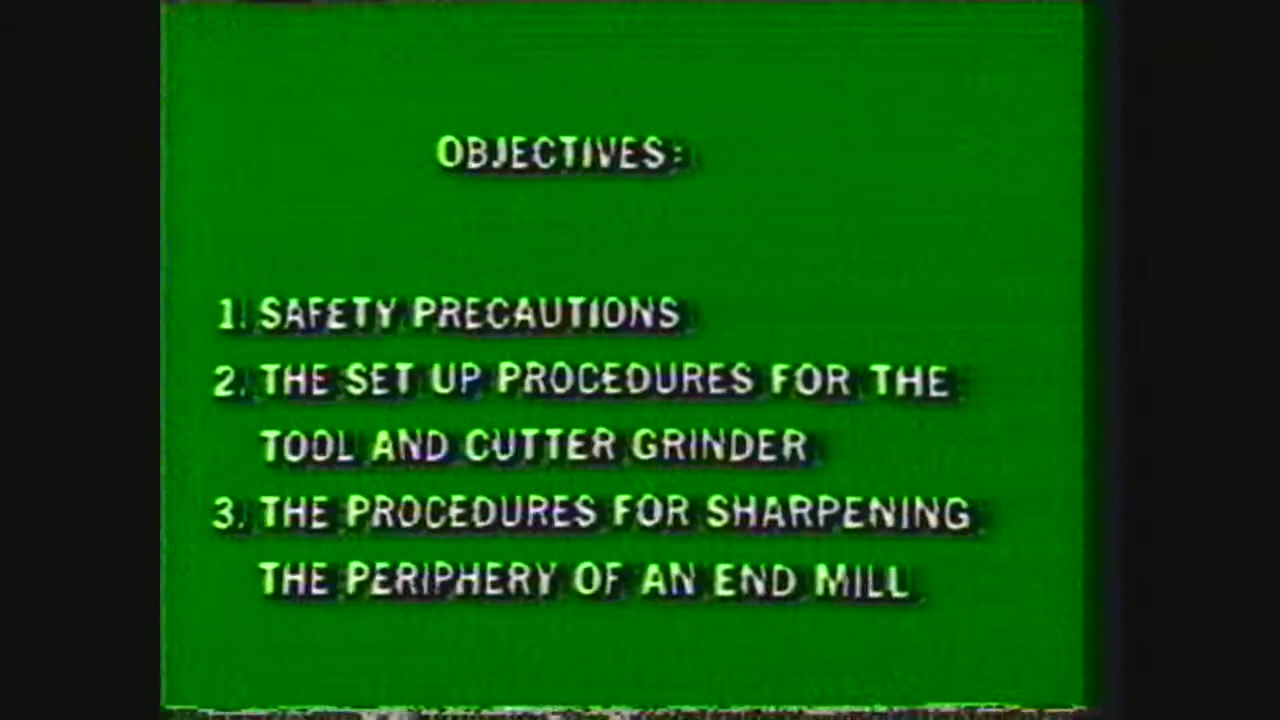 OBJECTIVES:
1. SAFETY PRECAUTIONS
2. THE SET UP PROCEDURES FOR THE
TOOL AND CUTTER GRINDER
3. THE PROCEDURES FOR SHARPENING
THE PERIPHERY OF AN END MILL